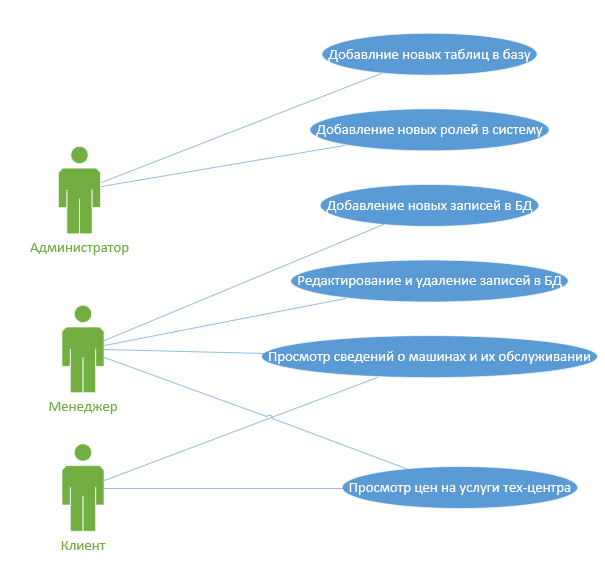 Добавлние новых таблиц в базу
Добавление новых ролей в систему
Администратор
Добавление новых записей в БД
Редактирование и удаление записей в БД
Просмотр сведений о машинах и их обслуживании
Менеджер
Просмотр цен на услуги тех-центра
Клиент